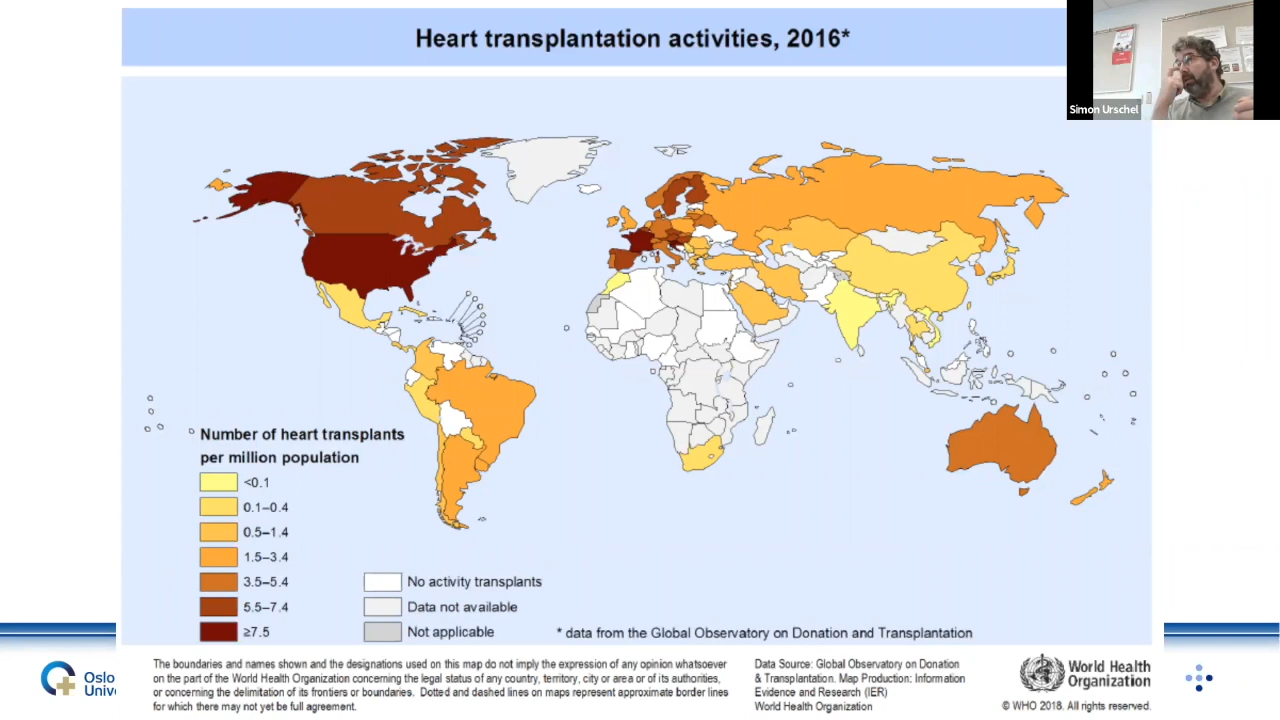 Heart transplantation activities, 2016*
Simon Urschel
Number of heart transplants
per million population
<0.1
0.1–0.4
0.5–1.4
1.5–3.4
3.5–5.4
5.5–7.4
≥7.5
No activity transplants
Data not available
Not applicable
* data from the Global Observatory on Donation and Transplantation
Oslo
Unive
The boundaries and names shown and the designations used on this map do not imply the expression of any opinion whatsoever
on the part of the World Health Organization concerning the legal status of any country, territory, city or area or of its authorities,
or concerning the delimitation of its frontiers or boundaries. Dotted and dashed lines on maps represent approximate border lines
for which there may not yet be full agreement.
Data Source: Global Observatory on Donation
& Transplantation. Map Production: Information
Evidence and Research (IER)
World Health Organization
World Health
Organization
© WHO 2018. All rights reserved.